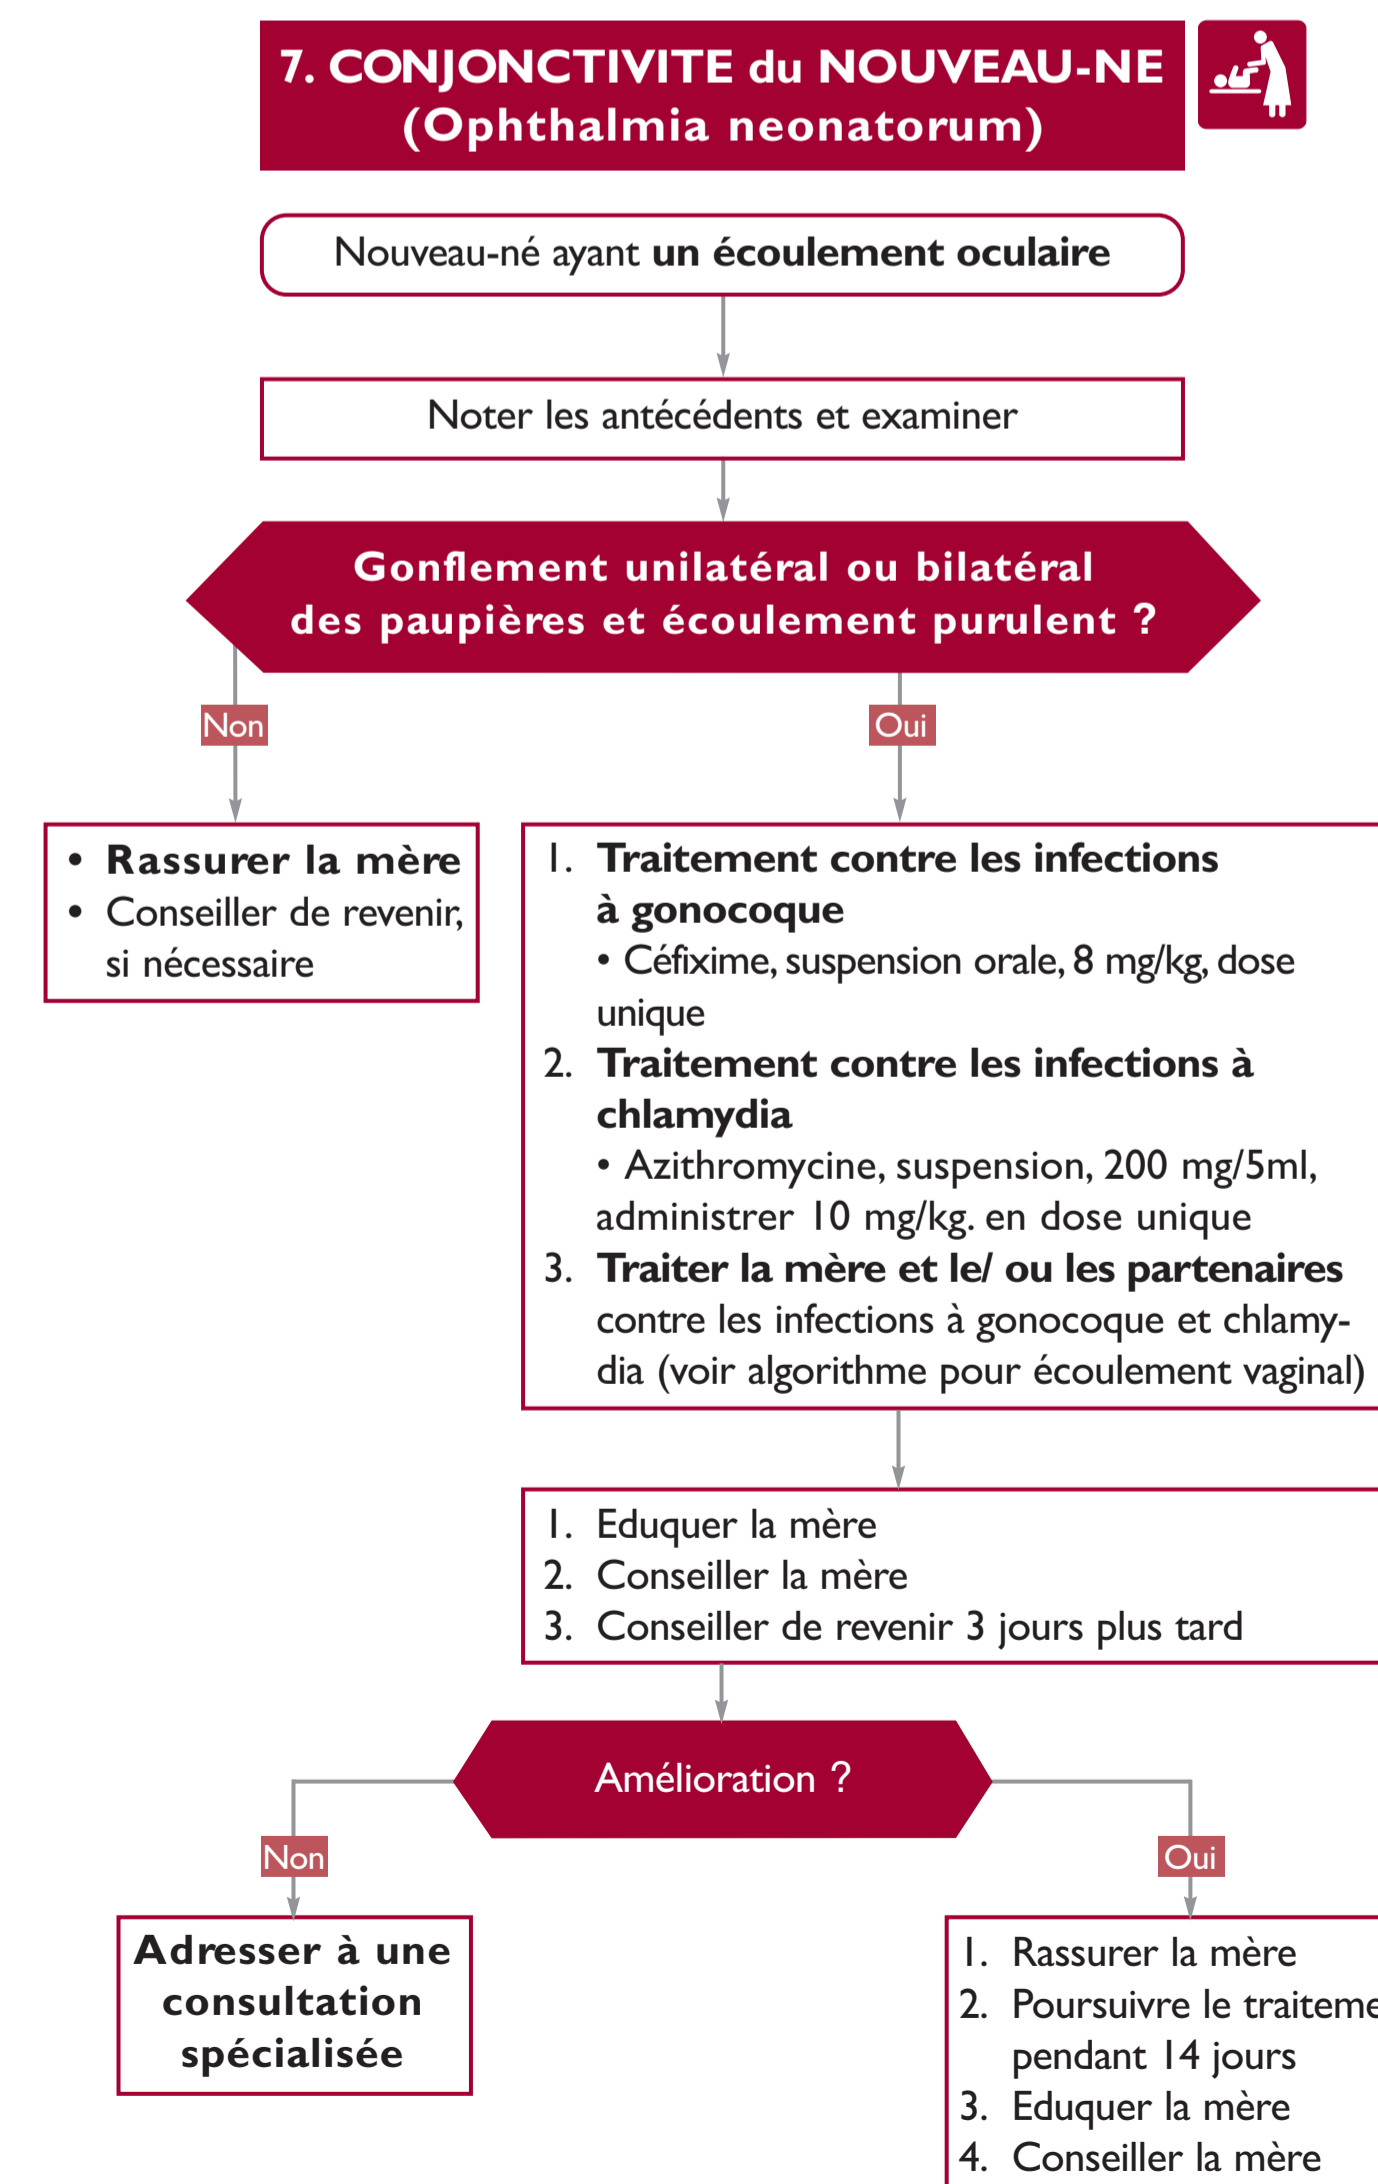 7. CONJONCTIVITE du NOUVEAU-NE
(Ophthalmia neonatorum)
Nouveau-né ayant un écoulement oculaire
Noter les antécédents et examiner
Gonflement unilatéral ou bilatéral
des paupières et écoulement purulent ?
Non
Oui
• Rassurer la mère
• Conseiller de revenir,
si nécessaire
1. Traitement contre les infections
à gonocoque
• Céfixime, suspension orale, 8 mg/kg, dose
unique
2. Traitement contre les infections à
chlamydia
• Azithromycine, suspension, 200 mg/5ml,
administrer 10 mg/kg. en dose unique
3. Traiter la mère et le/ ou les partenaires
contre les infections à gonocoque et chlamy-
dia (voir algorithme pour écoulement vaginal)
1. Eduquer la mère
2. Conseiller la mère
3. Conseiller de revenir 3 jours plus tard
Amélioration ?
Non
Oui
Adresser à une
consultation
spécialisée
1. Rassurer la mère
2. Poursuivre le traiteme
pendant 14 jours
3. Eduquer la mère
4. Conseiller la mère